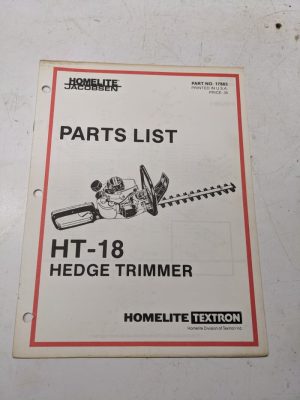 HOMELITE
JACOBSEN
PART NO. 17985
PRINTED IN U.S.A.
PARTS LIST
HT-18
HEDGE TRIMMER
HOMELITE TEXTRON
Homelite Division of Textron Inc.